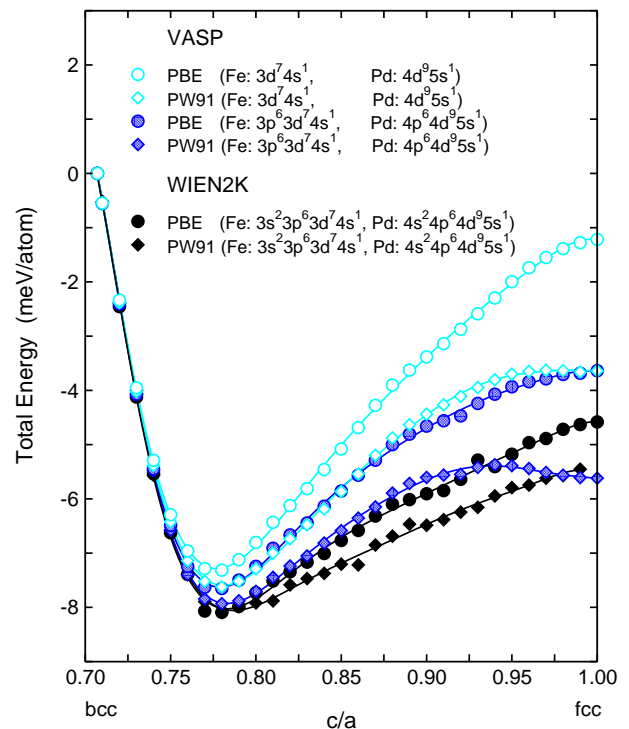 VASP
PBE (Fe: 3d⁷4s¹, Pd: 4d⁹5s¹)
PW91 (Fe: 3d⁷4s¹, Pd: 4d⁹5s¹)
PBE (Fe: 3p⁶3d⁷4s¹, Pd: 4p⁶4d⁹5s¹)
PW91 (Fe: 3p⁶3d⁷4s¹, Pd: 4p⁶4d⁹5s¹)
WIEN2K
PBE (Fe: 3s²3p⁶3d⁷4s¹, Pd: 4s²4p⁶4d⁹5s¹)
PW91 (Fe: 3s²3p⁶3d⁷4s¹, Pd: 4s²4p⁶4d⁹5s¹)
Total Energy (meV/atom)
2
0
-2
-4
-6
-8
0.70 0.75 0.80 0.85 0.90 0.95 1.00
bcc c/a fcc